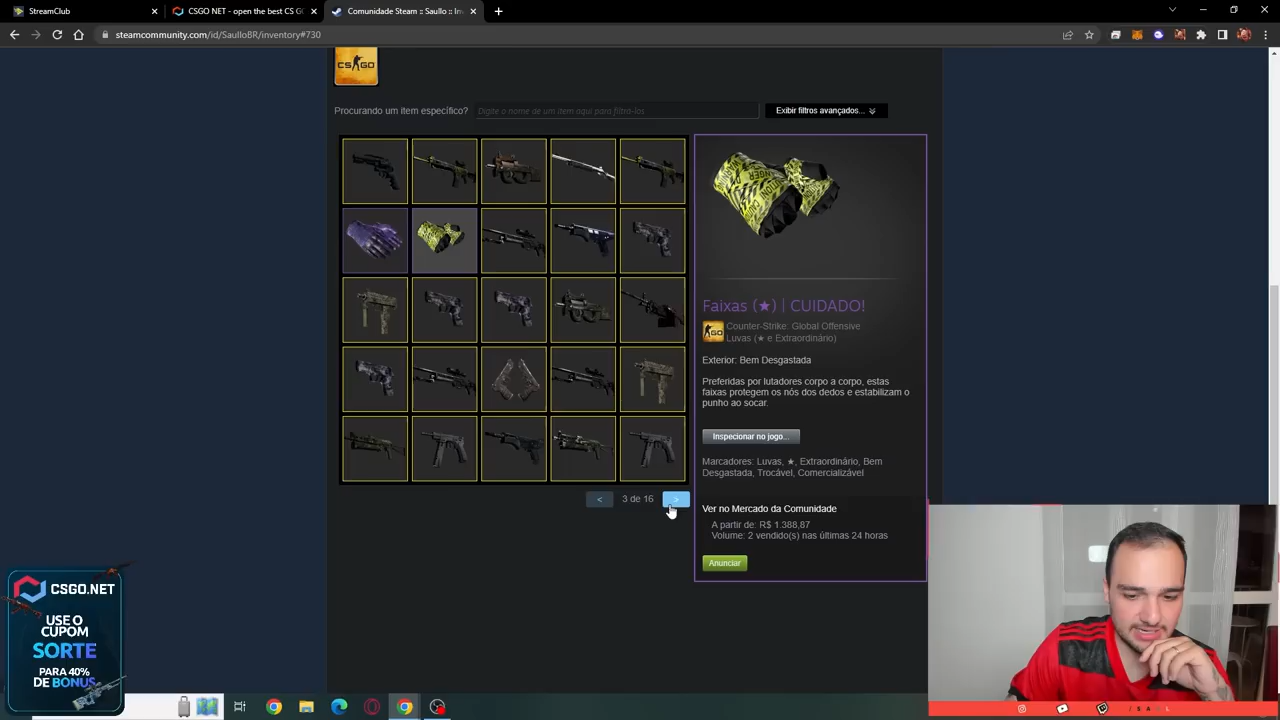 StreamClub
CSGO NET - open the best CS GO
Comunidade Steam :: Saullo :: In
steamcommunity.com/id/Saullo8R/inventory#730
CS GO
Procurando um item específico?
Digite o nome de um item aqui para filtrá-los
Exibir filtros avançados...
Faixas (★) | CUIDADO!
Counter-Strike: Global Offensive
Luvas (★ e Extraordinário)
Exterior: Bem Desgastada
Preferidas por lutadores corpo a corpo, estas
faixas protegem os nós dos dedos e estabilizam o
punho ao socar.
Inspecionar no jogo...
Marcadores: Luvas, ★, Extraordinário, Bem
Desgastada, Trocável, Comercializável
< 3 de 16 >
Ver no Mercado da Comunidade
A partir de: R$ 1.388,87
Volume: 2 vendido(s) nas últimas 24 horas
Anunciar
CSGO.NET
USE O
CUPOM
SORTE
PARA 40%
DE BONUS